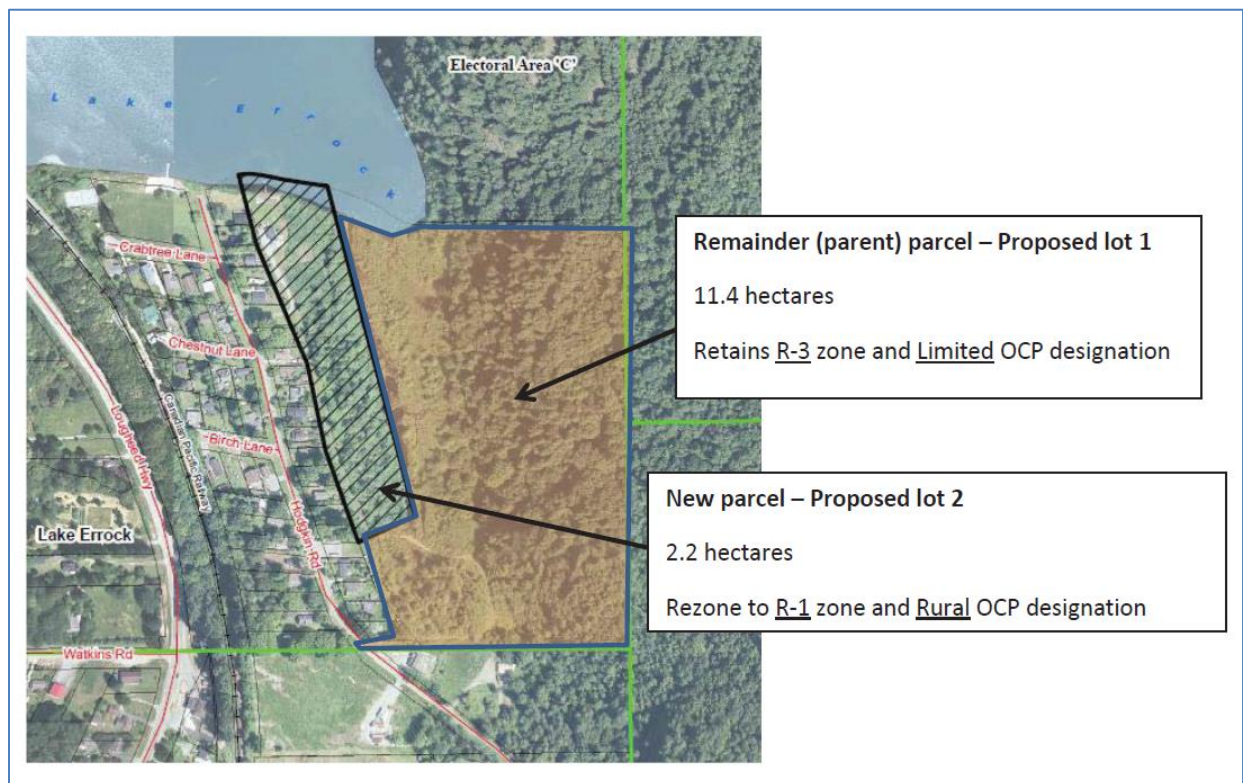 Electoral Area 'C'
Lake Errock
Crabtree Lane
Chestnut Lane
Canadian Pacific Railway
Birch Lane
Lougheed Hwy
Hodgkin Rd
Lake Errock
Watkins Rd
Remainder (parent) parcel – Proposed lot 1
11.4 hectares
Retains R-3 zone and Limited OCP designation
New parcel – Proposed lot 2
2.2 hectares
Rezone to R-1 zone and Rural OCP designation